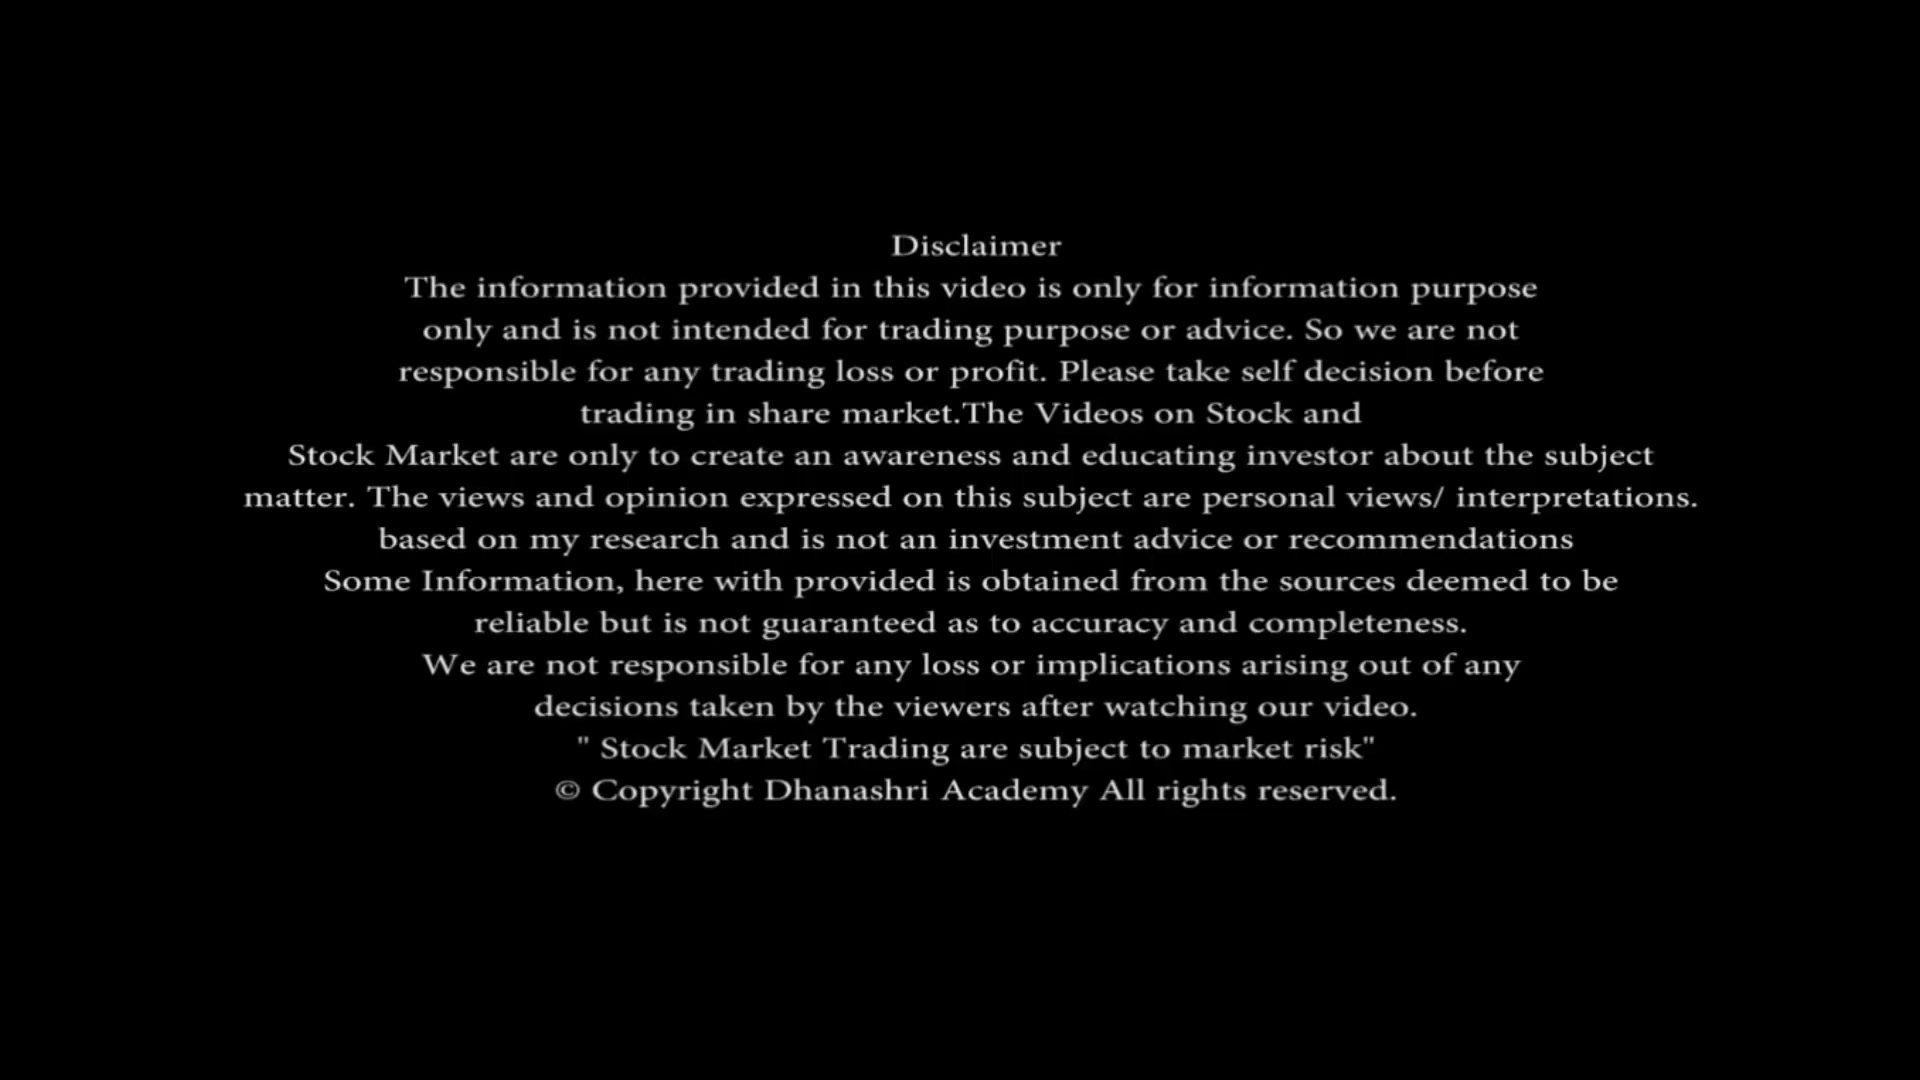 Disclaimer
The information provided in this video is only for information purpose
only and is not intended for trading purpose or advice. So we are not
responsible for any trading loss or profit. Please take self decision before
trading in share market.The Videos on Stock and
Stock Market are only to create an awareness and educating investor about the subject
matter. The views and opinion expressed on this subject are personal views/ interpretations.
based on my research and is not an investment advice or recommendations
Some Information, here with provided is obtained from the sources deemed to be
reliable but is not guaranteed as to accuracy and completeness.
We are not responsible for any loss or implications arising out of any
decisions taken by the viewers after watching our video.
" Stock Market Trading are subject to market risk"
© Copyright Dhanashri Academy All rights reserved.